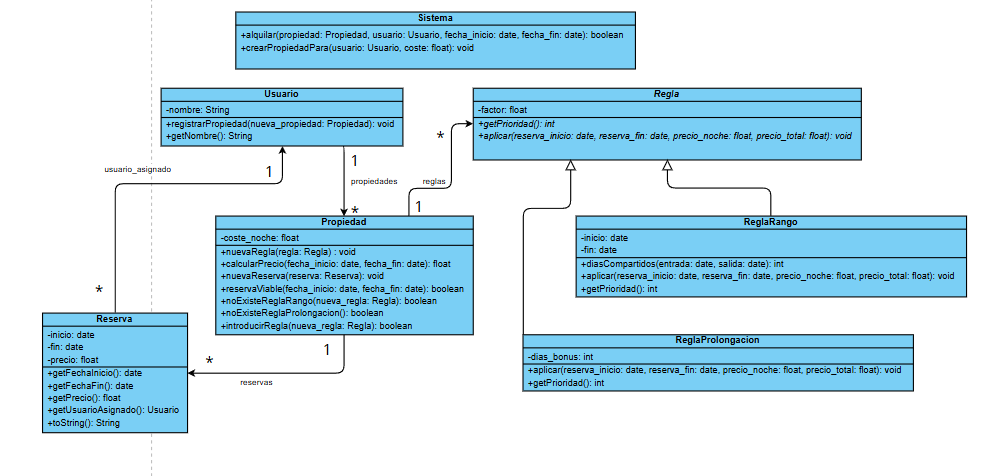 Sistema
+alquilar(propiedad: Propiedad, usuario: Usuario, fecha_inicio: date, fecha_fin: date): boolean
+crearPropiedadPara(usuario: Usuario, coste: float): void
Usuario
-nombre: String
+registrarPropiedad(nueva_propiedad: Propiedad): void
+getNombre(): String
Regla
-factor: float
+getPrioridad(): int
+aplicar(reserva_inicio: date, reserva_fin: date, precio_noche: float, precio_total: float): void
*
usuario_asignado
1
1
propiedades
*
reglas
1
Propiedad
-coste_noche: float
+nuevaRegla(regla: Regla) : void
+calcularPrecio(fecha_inicio: date, fecha_fin: date): float
+nuevaReserva(reserva: Reserva): void
+reservaViable(fecha_inicio: date, fecha_fin: date): boolean
+noExisteReglaRango(nueva_regla: Regla): boolean
+noExisteReglaProlongacion(): boolean
+introducirRegla(nueva_regla: Regla): boolean
ReglaRango
-inicio: date
-fin: date
+diasCompartidos(entrada: date, salida: date): int
+aplicar(reserva_inicio: date, reserva_fin: date, precio_noche: float, precio_total: float): void
+getPrioridad(): int
*
Reserva
-inicio: date
-fin: date
-precio: float
+getFechaInicio(): date
+getFechaFin(): date
+getPrecio(): float
+getUsuarioAsignado(): Usuario
+toString(): String
*
1
reservas
ReglaProlongacion
-dias_bonus: int
+aplicar(reserva_inicio: date, reserva_fin: date, precio_noche: float, precio_total: float): void
+getPrioridad(): int